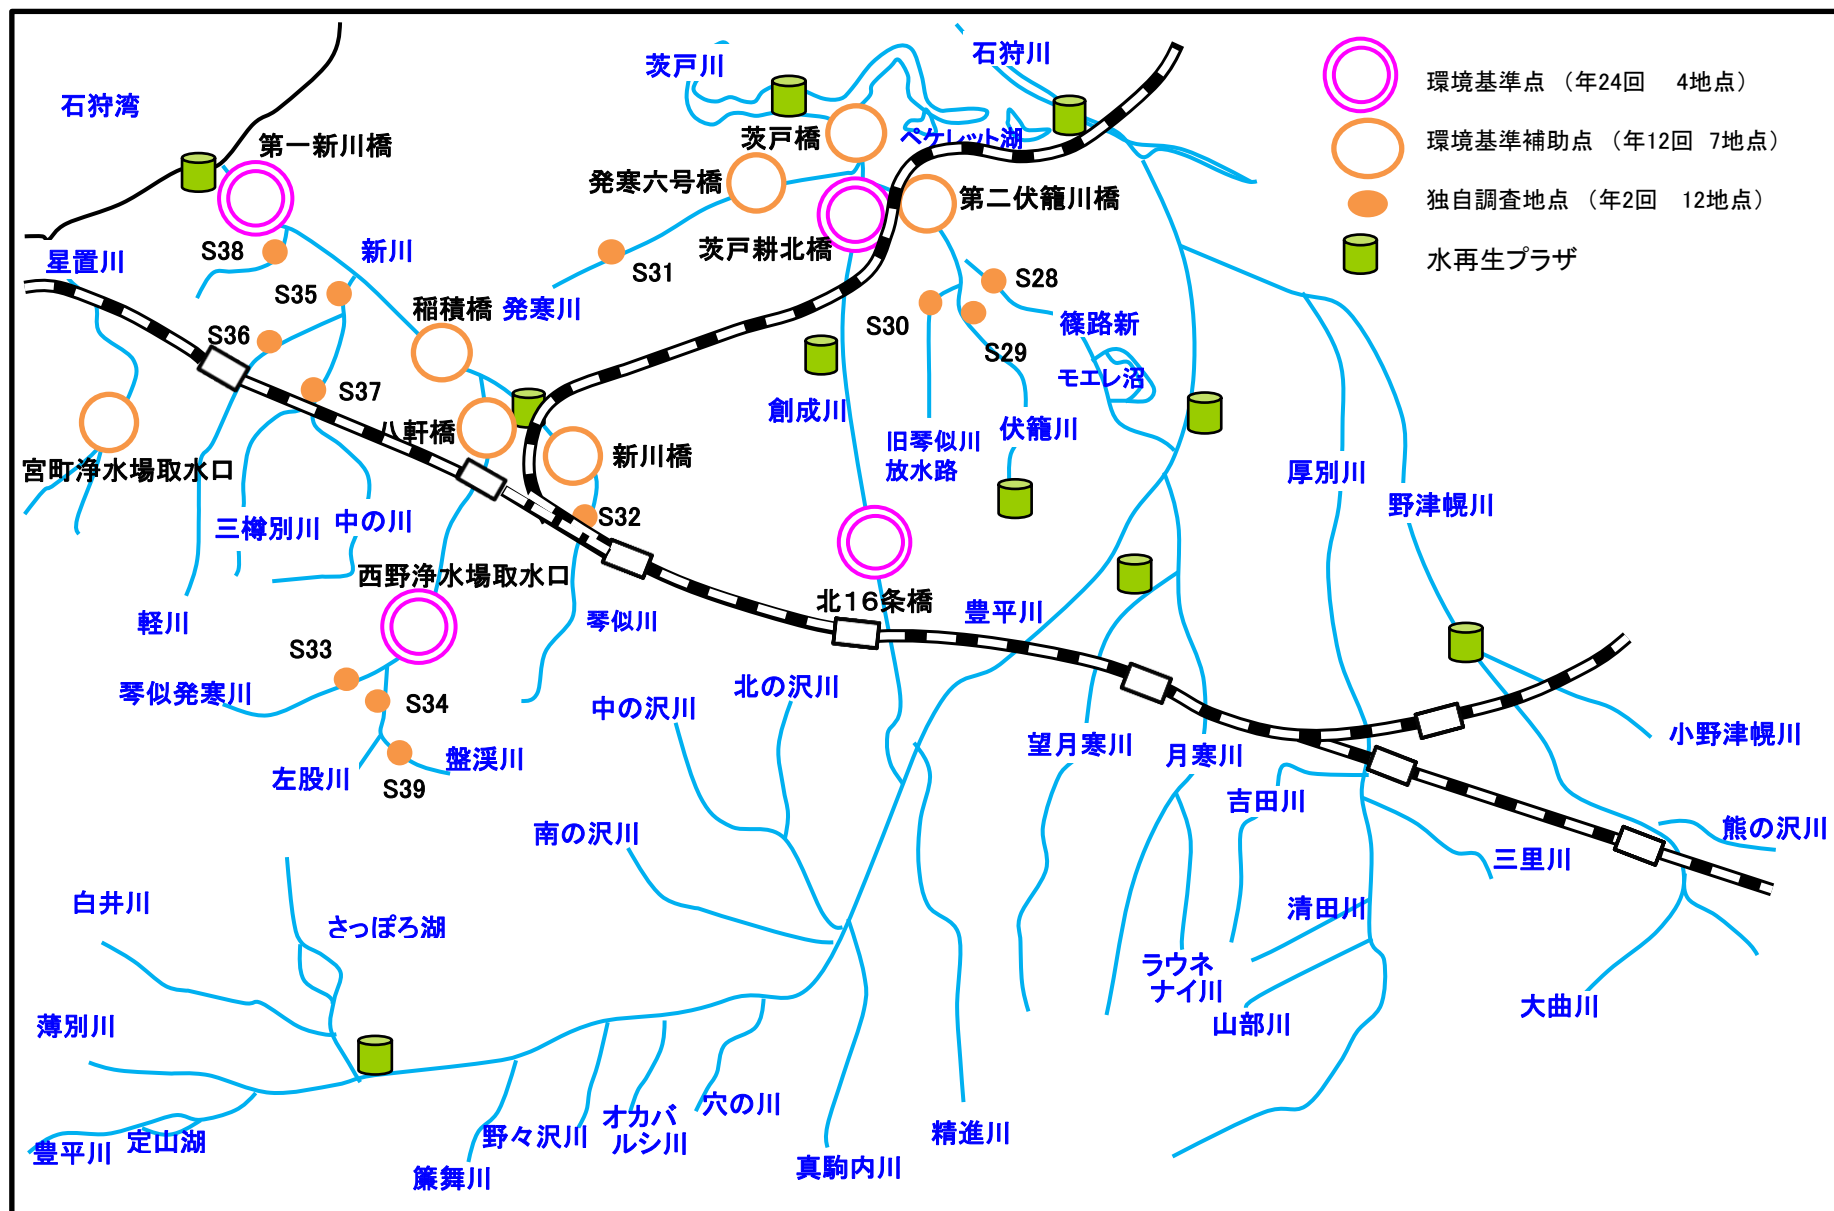 石狩湾
茨戸川
石狩川
環境基準点 （年24回　4地点）
環境基準補助点 （年12回 7地点）
独自調査地点 （年2回　12地点）
水再生プラザ
第一新川橋
茨戸橋
ペケレット湖
発寒六号橋
第二伏籠川橋
茨戸耕北橋
星置川
S38
新川
S31
S35
S28
稲積橋
発寒川
S30
篠路新
S36
S29
モエレ沼
S37
創成川
八軒橋
新川橋
旧琴似川
放水路
伏籠川
宮町浄水場取水口
厚別川
野津幌川
三樽別川
中の川
S32
西野浄水場取水口
北16条橋
豊平川
軽川
琴似川
S33
琴似発寒川
S34
中の沢川
北の沢川
望月寒川
月寒川
小野津幌川
左股川
盤渓川
S39
吉田川
南の沢川
熊の沢川
三里川
白井川
さっぽろ湖
清田川
ラウネ
ナイ川
大曲川
薄別川
山部川
豊平川
定山湖
簾舞川
野々沢川
オカバ
ルシ川
穴の川
真駒内川
精進川